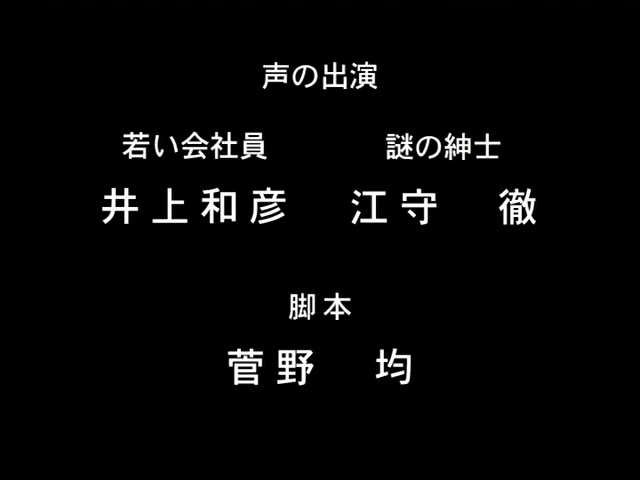 声の出演
若い会社員 謎の紳士
井上和彦 江守 徹
脚本
菅野 均